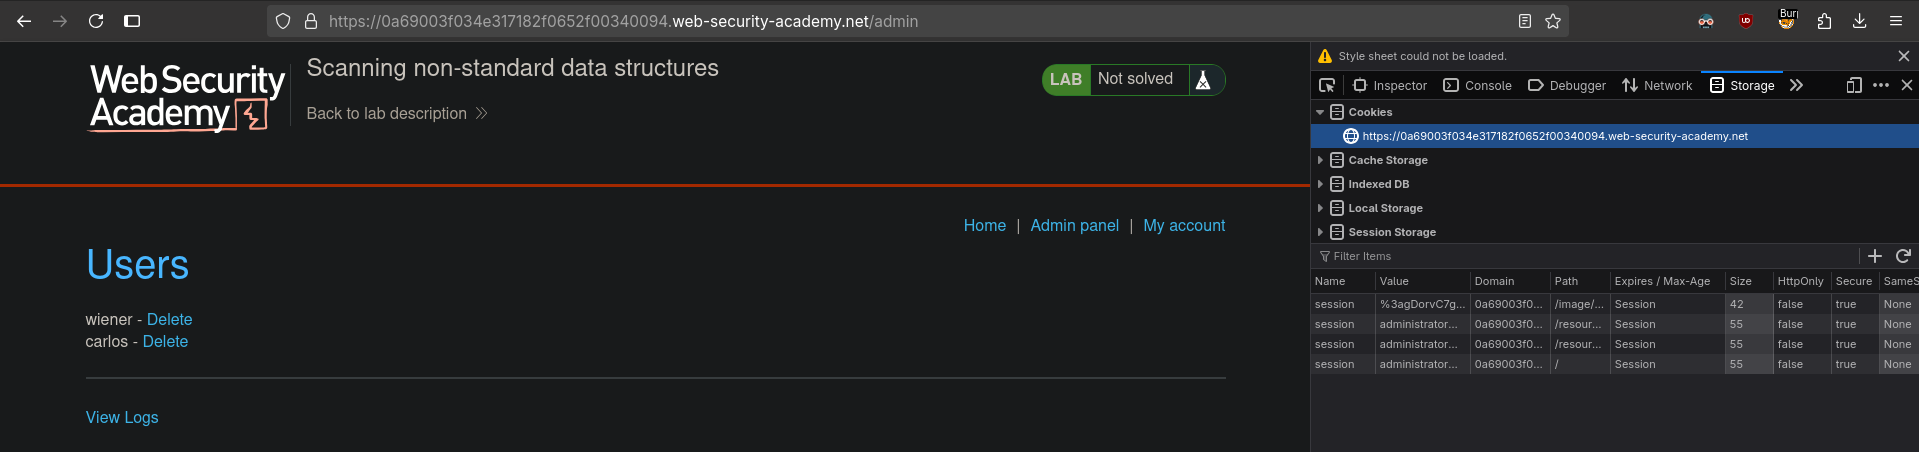 https://0a69003f034e317182f0652f00340094.web-security-academy.net/admin
Bur
Web Security
Academy
Scanning non-standard data structures
Back to lab description
LAB Not solved
Home | Admin panel | My account
Users
wiener - Delete
carlos - Delete
View Logs
Style sheet could not be loaded.
Inspector Console Debugger Network Storage
Cookies
https://0a69003f034e317182f0652f00340094.web-security-academy.net
Cache Storage
Indexed DB
Local Storage
Session Storage
Filter Items
Name Value Domain Path Expires / Max-Age Size HttpOnly Secure SameS
session %3agDorvC7g... 0a69003f0... /image/... Session 42 false true None
session administrator... 0a69003f0... /resour... Session 55 false true None
session administrator... 0a69003f0... /resour... Session 55 false true None
session administrator... 0a69003f0... / Session 55 false true None